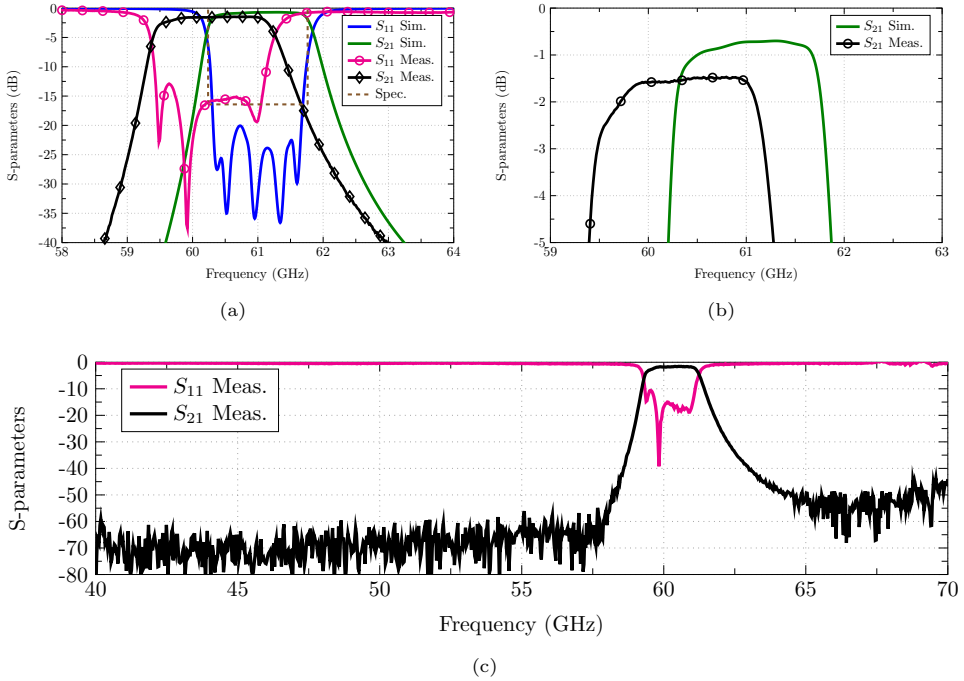 0
-5
-10
-15
-20
-25
-30
-35
-40
S-parameters (dB)
58 59 60 61 62 63 64
Frequency (GHz)
S11 Sim.
S21 Sim.
S11 Meas.
S21 Meas.
Spec.
(a)
0
-1
-2
-3
-4
-5
S-parameters (dB)
59 60 61 62 63
Frequency (GHz)
S21 Sim.
S21 Meas.
(b)
0
-10
-20
-30
-40
-50
-60
-70
-80
S-parameters
40 45 50 55 60 65 70
Frequency (GHz)
S11 Meas.
S21 Meas.
(c)